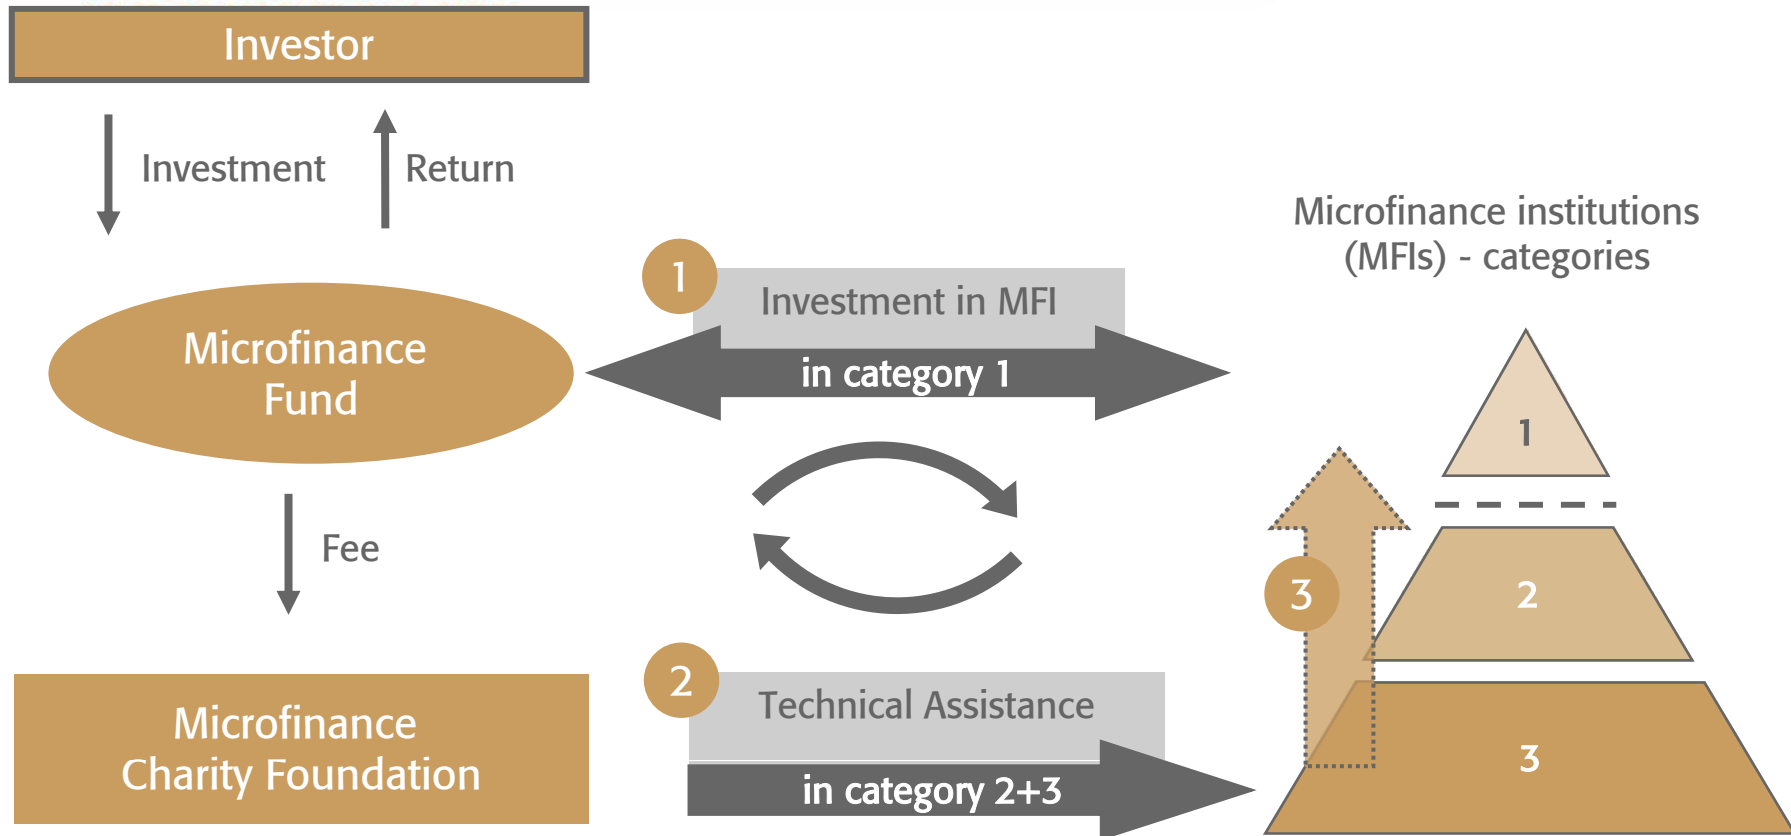 Investor
Investment
Return
Microfinance
Fund
Fee
Microfinance
Charity Foundation
1
Investment in MFI
in category 1
2
Technical Assistance
in category 2+3
Microfinance institutions
(MFIs) - categories
1
3
2
3